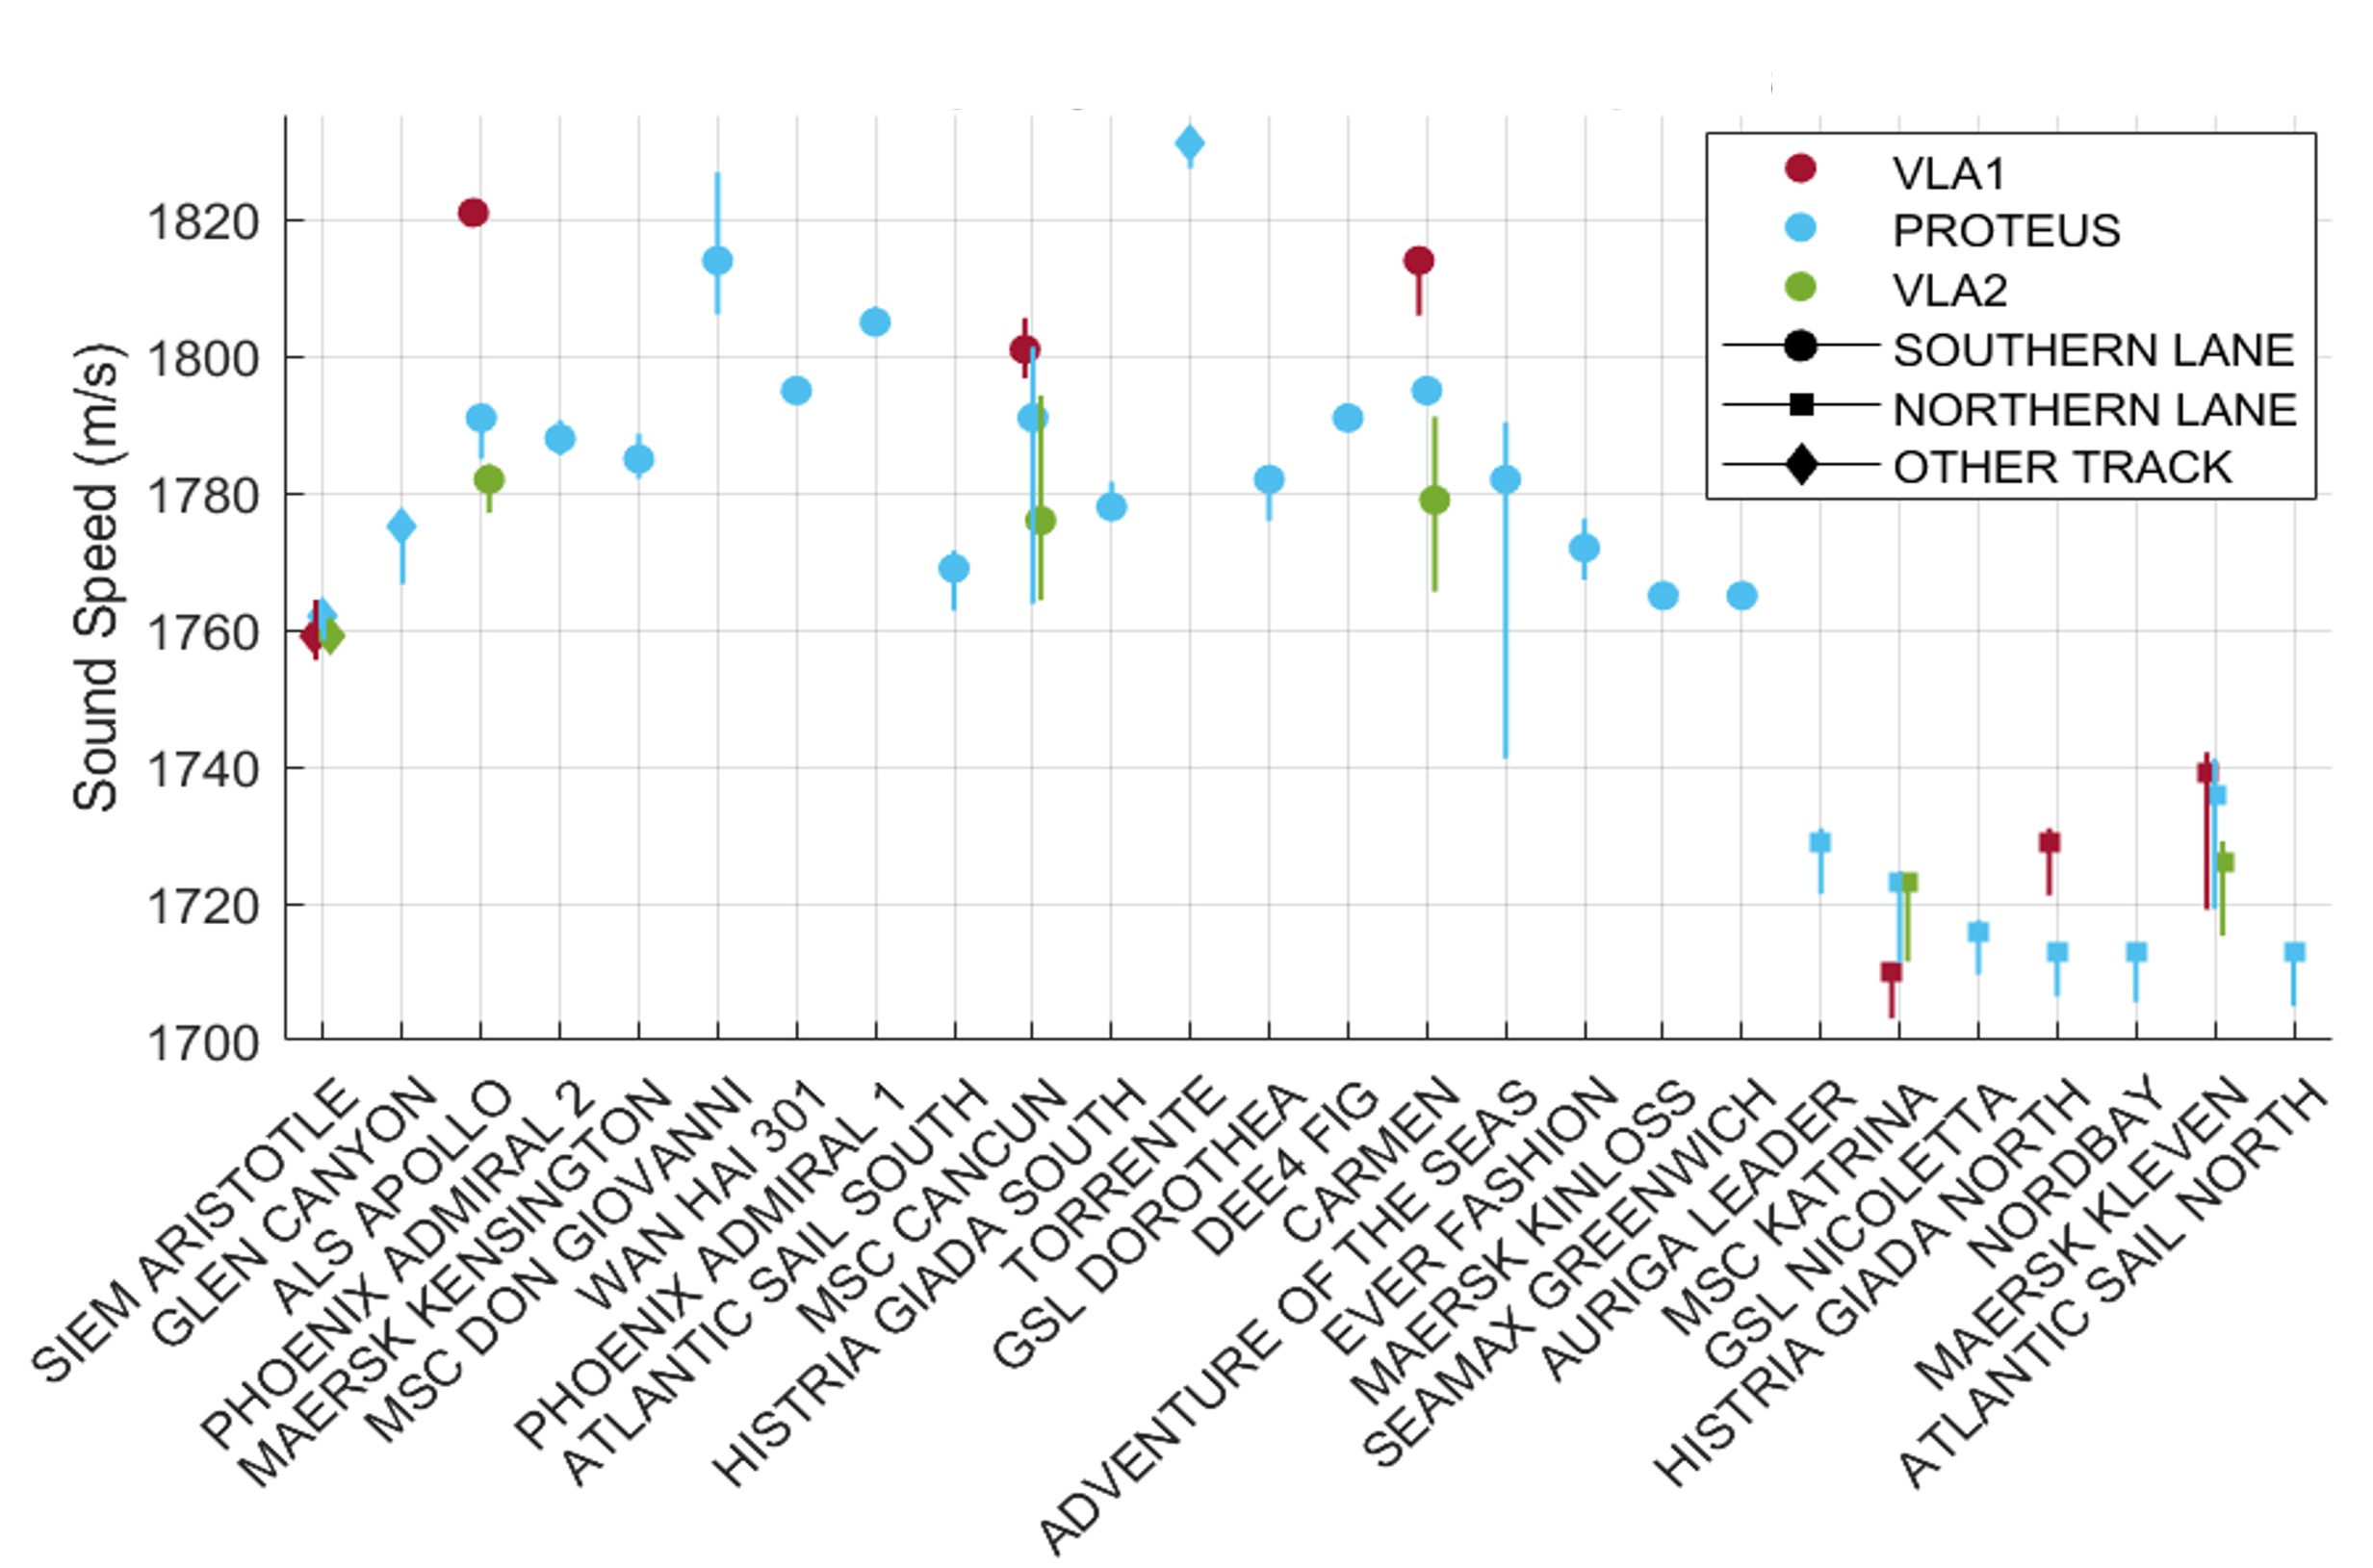 Sound Speed (m/s)
1820
1800
1780
1760
1740
1720
1700
VLA1
PROTEUS
VLA2
SOUTHERN LANE
NORTHERN LANE
OTHER TRACK
SIEM ARISTOTLE
GLEN CANYON
ALS APOLLO
PHOENIX ADMIRAL 2
MAERSK KENSINGTON
MSC DON GIOVANNI
WAN HAI 301
PHOENIX ADMIRAL 1
ATLANTIC SAIL SOUTH
MSC CANCUN
HISTRIA GIADA SOUTH
TORRENTE
GSL DOROTHEA
DEE4 FIG
CARMEN
ADVENTURE OF THE SEAS
EVER FASHION
MAERSK KINLOSS
SEAMAX GREENWICH
AURIGA LEADER
MSC KATRINA
GSL NICOLETTA
HISTRIA GIADA NORTH
NORDBAY
MAERSK KLEVEN
ATLANTIC SAIL NORTH